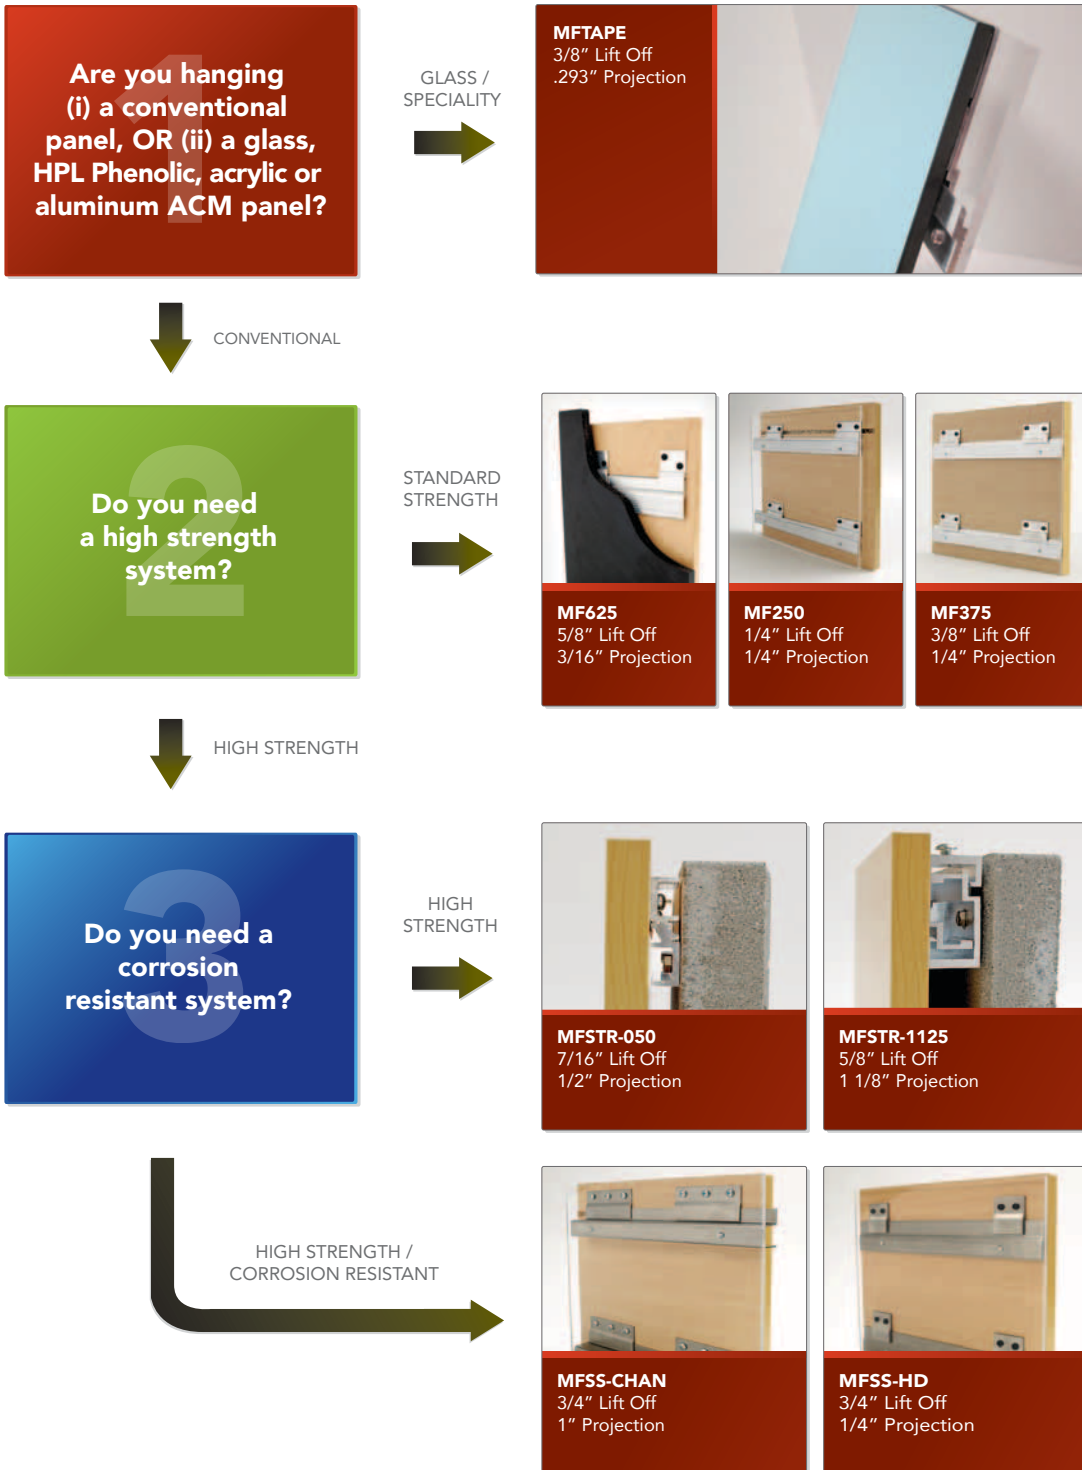 1
Are you hanging
(i) a conventional
panel, OR (ii) a glass,
HPL Phenolic, acrylic or
aluminum ACM panel?
GLASS /
SPECIALITY
MFTAPE
3/8” Lift Off
.293” Projection
CONVENTIONAL
2
Do you need
a high strength
system?
STANDARD
STRENGTH
MF625
5/8” Lift Off
3/16” Projection
MF250
1/4” Lift Off
1/4” Projection
MF375
3/8” Lift Off
1/4” Projection
HIGH STRENGTH
3
Do you need a
corrosion
resistant system?
HIGH
STRENGTH
MFSTR-050
7/16” Lift Off
1/2” Projection
MFSTR-1125
5/8” Lift Off
1 1/8” Projection
HIGH STRENGTH /
CORROSION RESISTANT
MFSS-CHAN
3/4” Lift Off
1” Projection
MFSS-HD
3/4” Lift Off
1/4” Projection